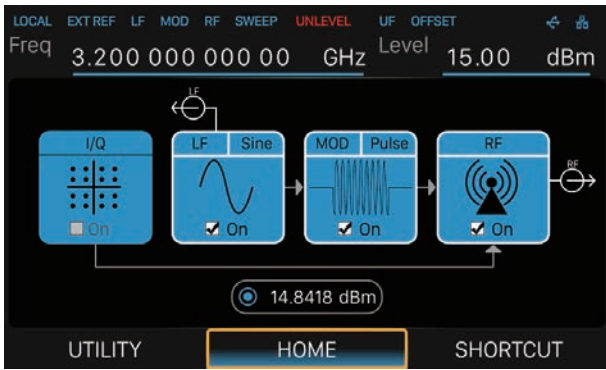 LOCAL EXT REF LF MOD RF SWEEP UNLEVEL UF OFFSET
Freq 3.200 000 000 00 GHz Level 15.00 dBm
LF
I/Q LF Sine MOD Pulse RF
RF
On On On On
14.8418 dBm
UTILITY HOME SHORTCUT